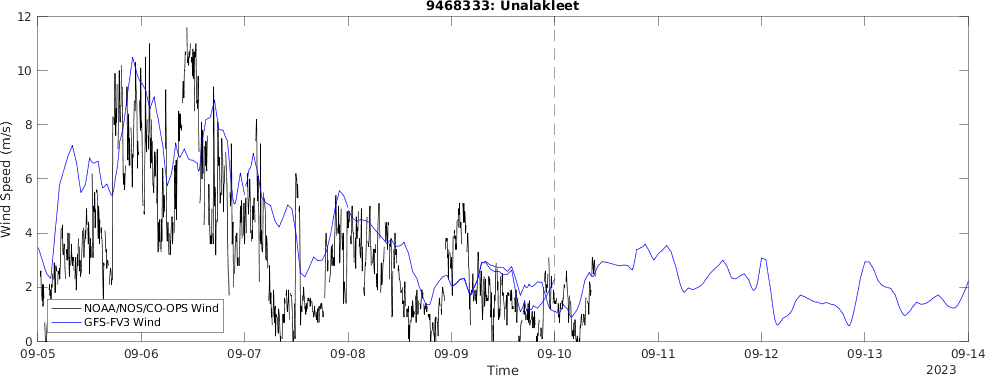 9468333: Unalakleet
Wind Speed (m/s)
12
10
8
6
4
2
0
NOAA/NOS/CO-OPS Wind
GFS-FV3 Wind
09-05 09-06 09-07 09-08 09-09 09-10 09-11 09-12 09-13 09-14
Time
2023